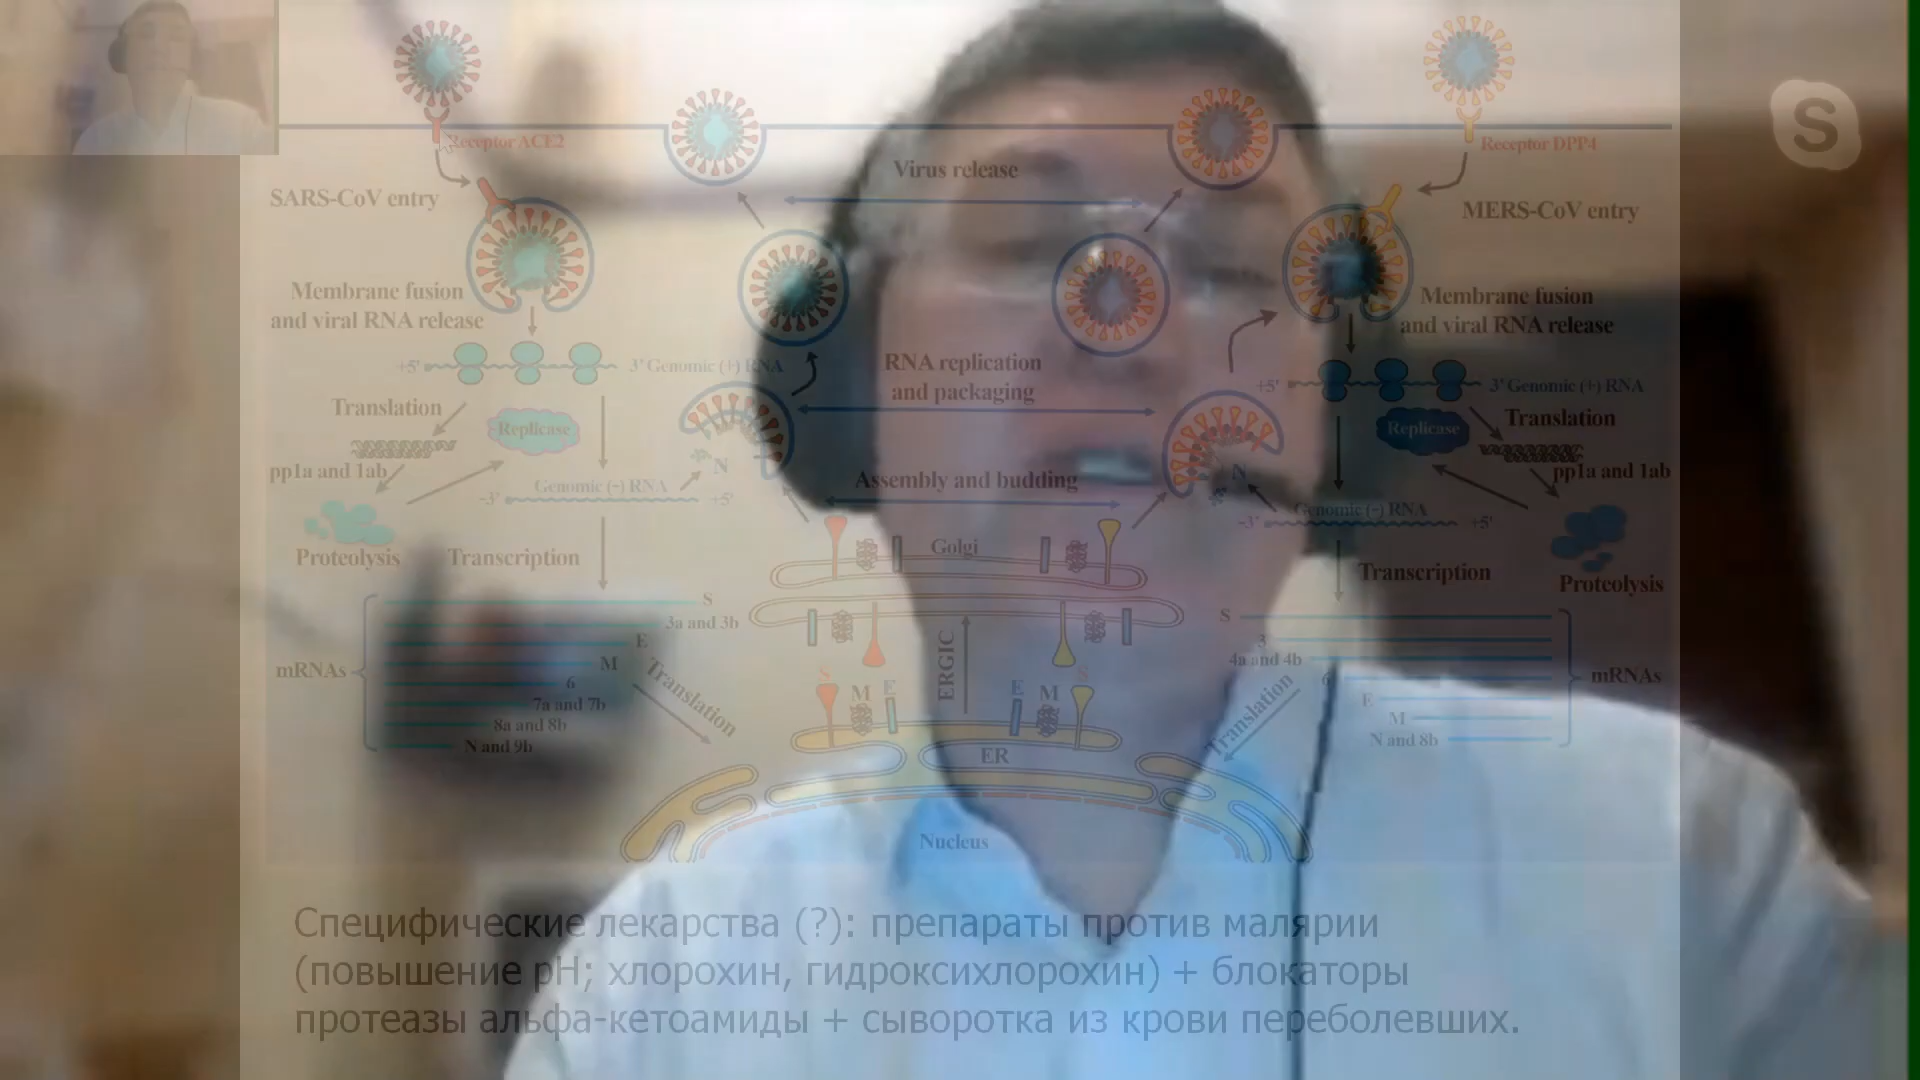 Receptor ACE2
Receptor DPP4
Virus release
SARS-CoV entry
MERS-CoV entry
Membrane fusion
and viral RNA release
Membrane fusion
and viral RNA release
+5' 3' Genomic (+) RNA
RNA replication
and packaging
+5' 3' Genomic (+) RNA
Translation
Replicase
Replicase
Translation
pp1a and 1ab
N
Assembly and budding
N
pp1a and 1ab
-3' Genomic (-) RNA +5'
-3' Genomic (-) RNA +5'
Proteolysis
Transcription
Golgi
Transcription
Proteolysis
S
3a and 3b
E
M
6
7a and 7b
8a and 8b
N and 9b
mRNAs
Translation
S M E
ERGIC
E M S
ER
Nucleus
Translation
S
3
4a and 4b
E
M
N and 8b
mRNAs
S
Специфические лекарства (?): препараты против малярии
(повышение pH; хлорохин, гидроксихлорохин) + блокаторы
протеазы альфа-кетоамиды + сыворотка из крови переболевших.